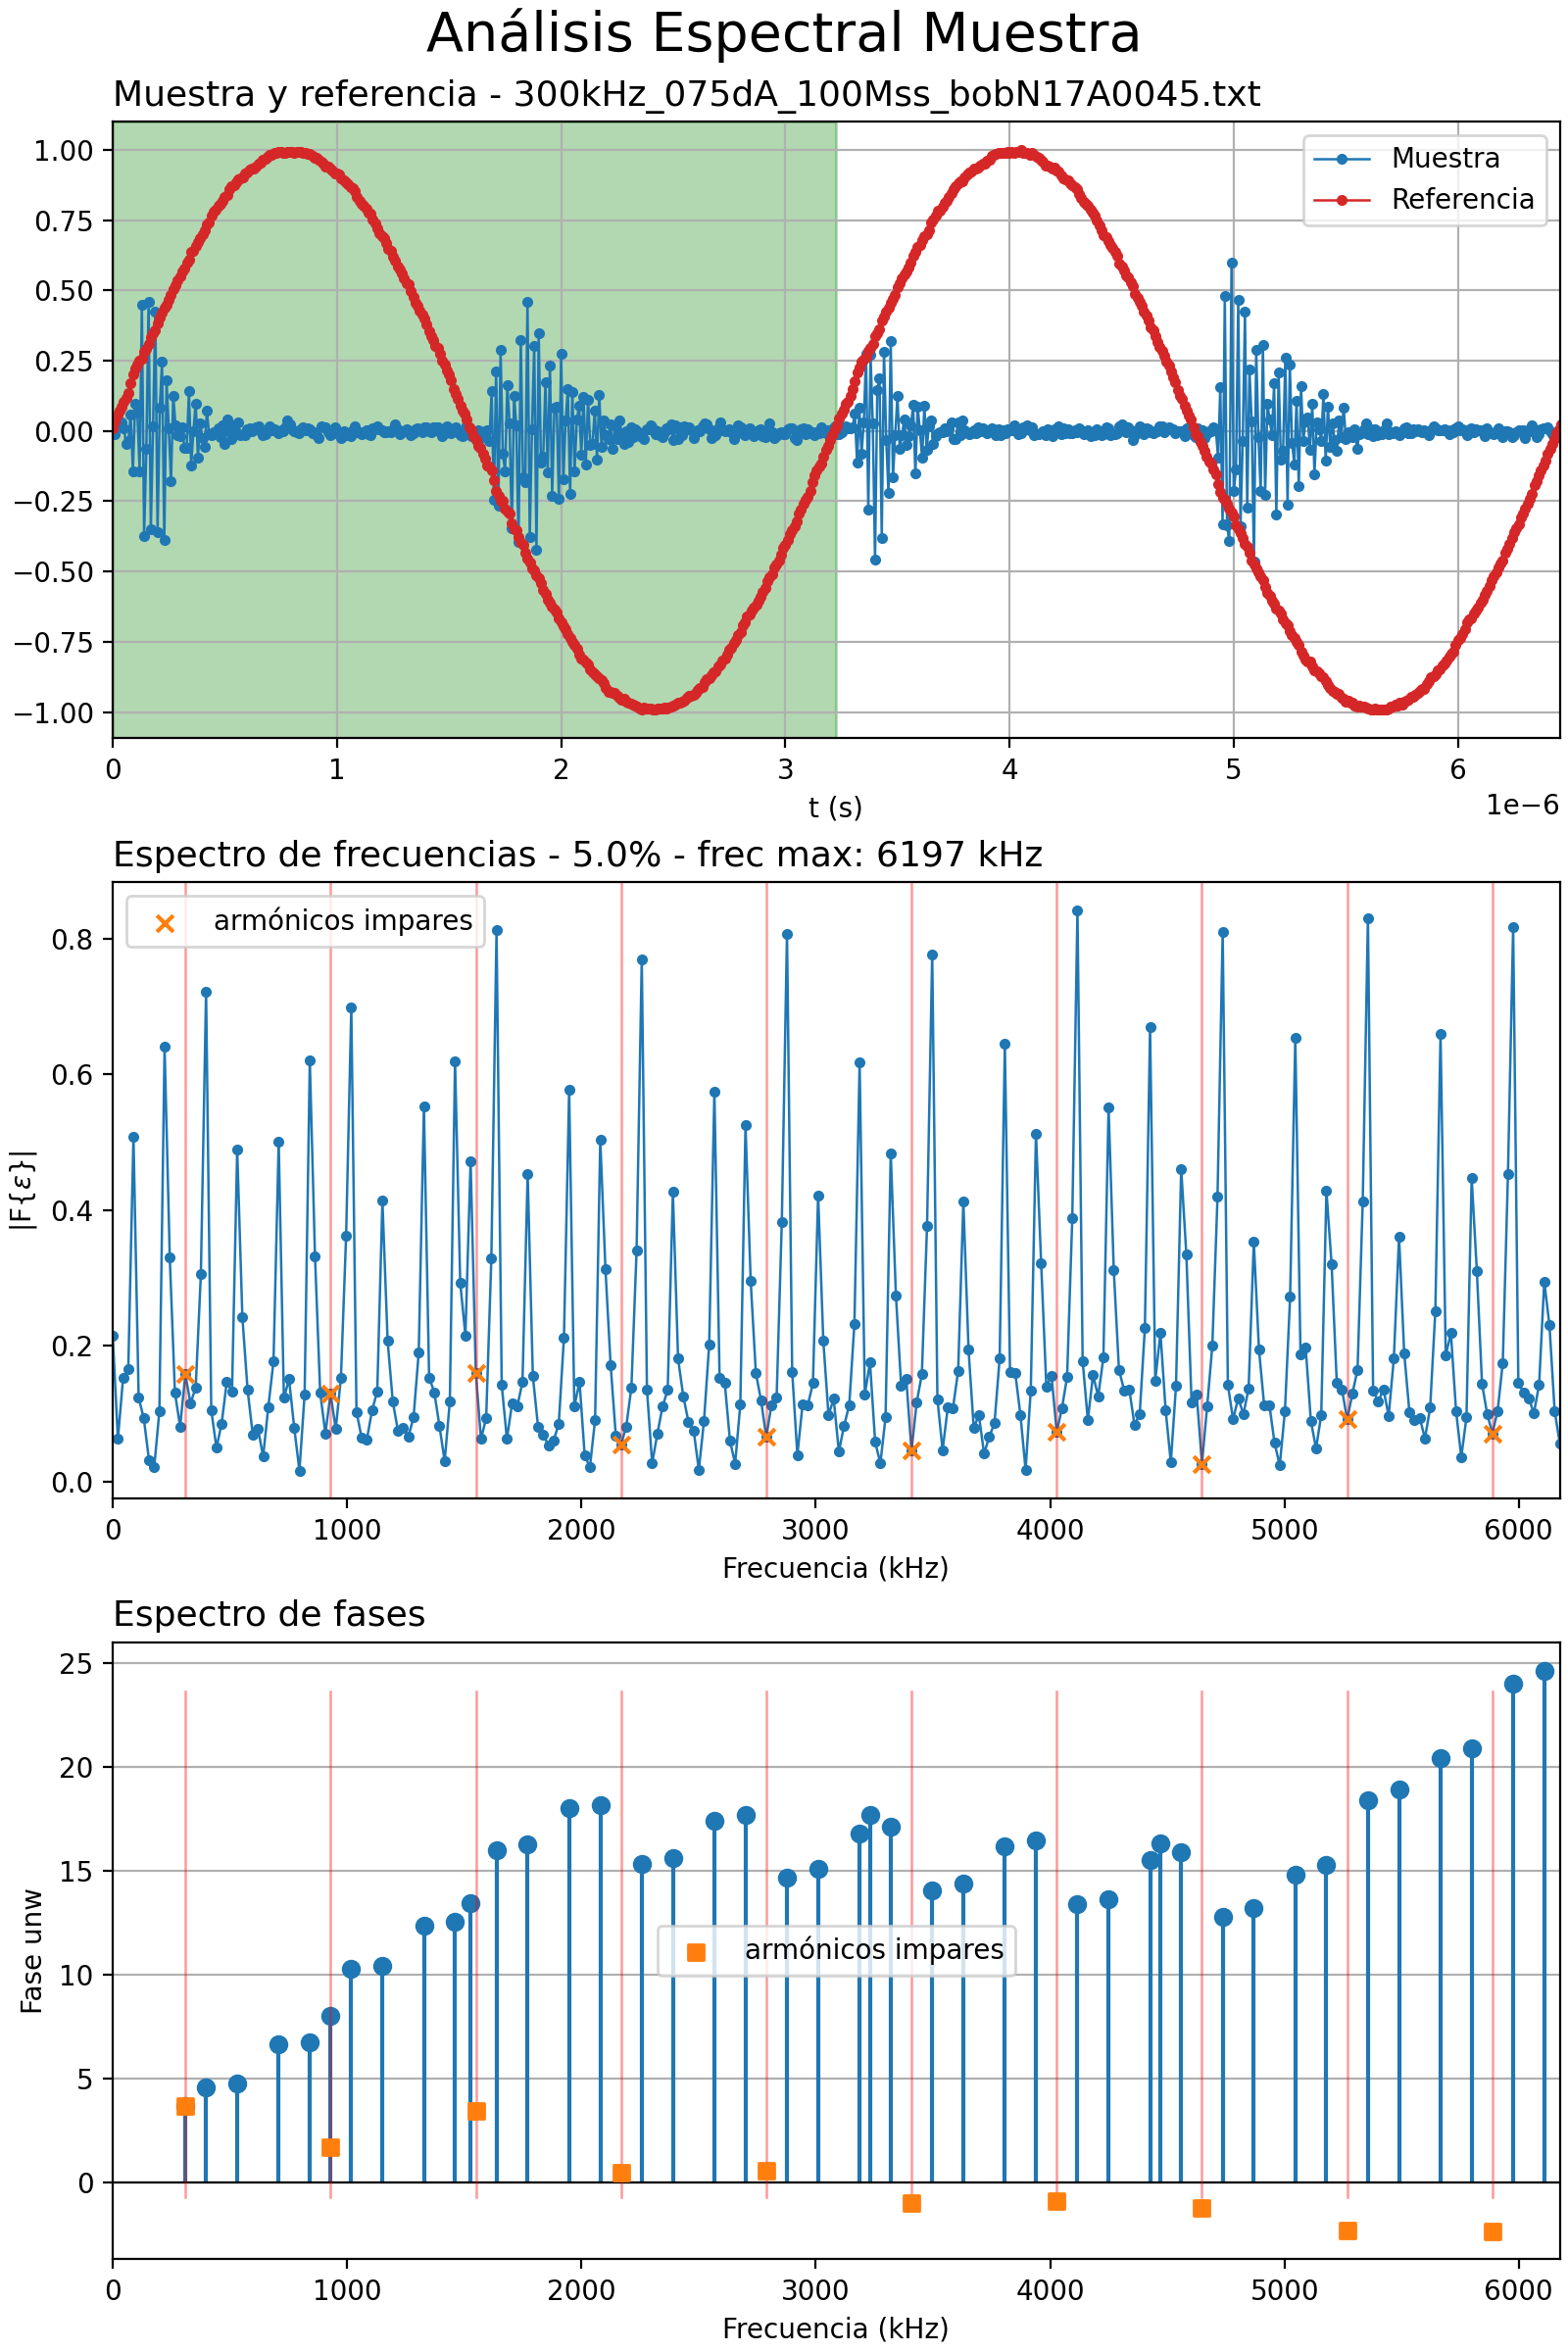 Análisis Espectral Muestra
Muestra y referencia - 300kHz_075dA_100Mss_bobN17A0045.txt
1.00
0.75
0.50
0.25
0.00
−0.25
−0.50
−0.75
−1.00
Muestra
Referencia
0 1 2 3 4 5 6
t (s)
1e−6
Espectro de frecuencias - 5.0% - frec max: 6197 kHz
armónicos impares
0.8
0.6
0.4
0.2
0.0
|F{ε}|
0 1000 2000 3000 4000 5000 6000
Frecuencia (kHz)
Espectro de fases
25
20
15
10
5
0
Fase unw
armónicos impares
0 1000 2000 3000 4000 5000 6000
Frecuencia (kHz)